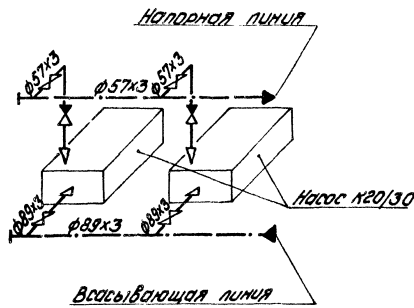 Напорная линия
ф57х3
ф57х3
ф57х3
Насос К20/30
ф89х3
ф89х3
ф89х3
Всасывающая линия